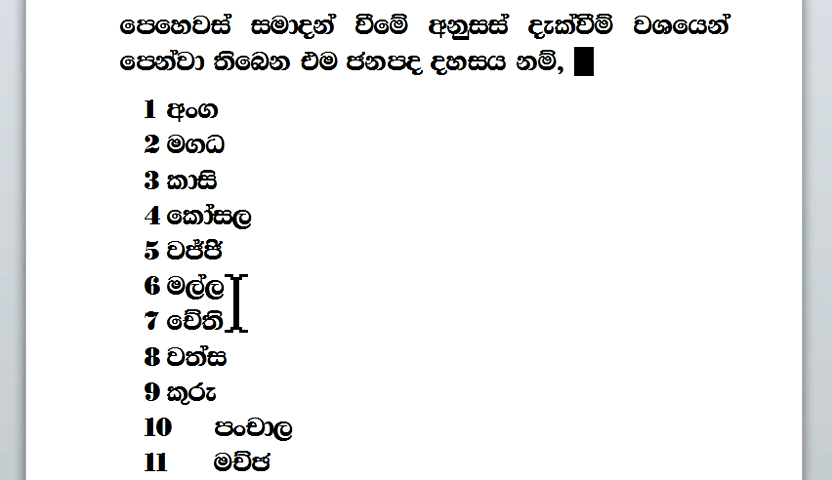 පෙහෙවස් සමාදන් වීමේ අනුසස් දැක්වීම් වශයෙන්
පෙන්වා තිබෙන එම ජනපද දහසය නම්,
1 අංග
2 මගධ
3 කාසි
4 කෝසල
5 වජ්ජි
6 මල්ල
7 චේති
8 වත්ස
9 කුරු
10 පංචාල
11 මච්ඡ